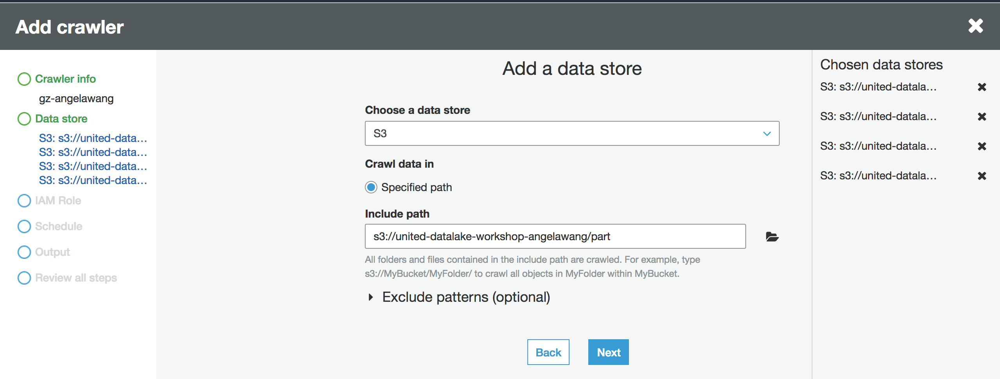 Add crawler
Crawler info
gz-angelawang
Data store
S3: s3://united-data...
S3: s3://united-data...
S3: s3://united-data...
S3: s3://united-data...
IAM Role
Schedule
Output
Review all steps
Add a data store
Choose a data store
S3
Crawl data in
Specified path
Include path
s3://united-datalake-workshop-angelawang/part
All folders and files contained in the include path are crawled. For example, type
s3://MyBucket/MyFolder/ to crawl all objects in MyFolder within MyBucket.
Exclude patterns (optional)
Back
Next
Chosen data stores
S3: s3://united-datala...
S3: s3://united-datala...
S3: s3://united-datala...
S3: s3://united-datala...